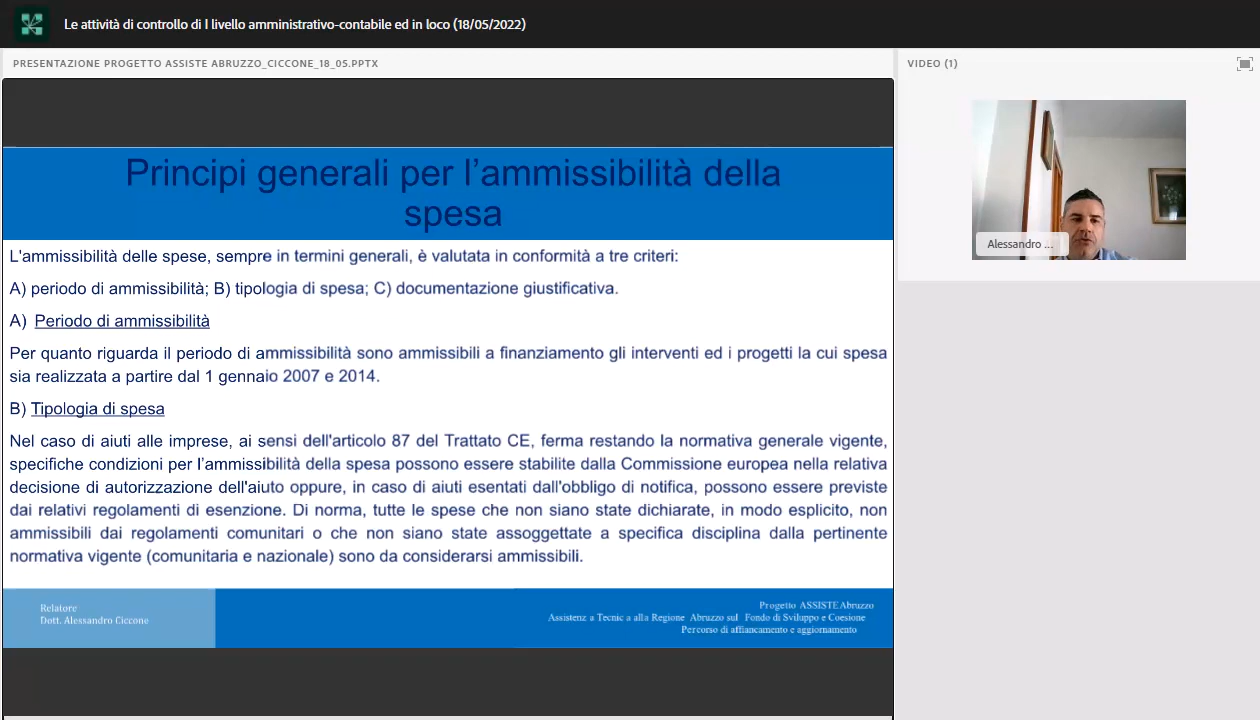 Le attività di controllo di I livello amministrativo-contabile ed in loco (18/05/2022)
PRESENTAZIONE PROGETTO ASSISTE ABRUZZO_CICCONE_18_05.PPTX
VIDEO (1)
Principi generali per l’ammissibilità della
spesa
L'ammissibilità delle spese, sempre in termini generali, è valutata in conformità a tre criteri:
A) periodo di ammissibilità; B) tipologia di spesa; C) documentazione giustificativa.
A) Periodo di ammissibilità
Per quanto riguarda il periodo di ammissibilità sono ammissibili a finanziamento gli interventi ed i progetti la cui spesa
sia realizzata a partire dal 1 gennaio 2007 e 2014.
B) Tipologia di spesa
Nel caso di aiuti alle imprese, ai sensi dell'articolo 87 del Trattato CE, ferma restando la normativa generale vigente,
specifiche condizioni per l’ammissibilità della spesa possono essere stabilite dalla Commissione europea nella relativa
decisione di autorizzazione dell'aiuto oppure, in caso di aiuti esentati dall'obbligo di notifica, possono essere previste
dai relativi regolamenti di esenzione. Di norma, tutte le spese che non siano state dichiarate, in modo esplicito, non
ammissibili dai regolamenti comunitari o che non siano state assoggettate a specifica disciplina dalla pertinente
normativa vigente (comunitaria e nazionale) sono da considerarsi ammissibili.
Relatore
Dott. Alessandro Ciccone
Progetto ASSISTE Abruzzo
Assistenz a Tecnic a alla Regione Abruzzo sul Fondo di Sviluppo e Coesione
Percorso di affiancamento e aggiornamento
Alessandro ...